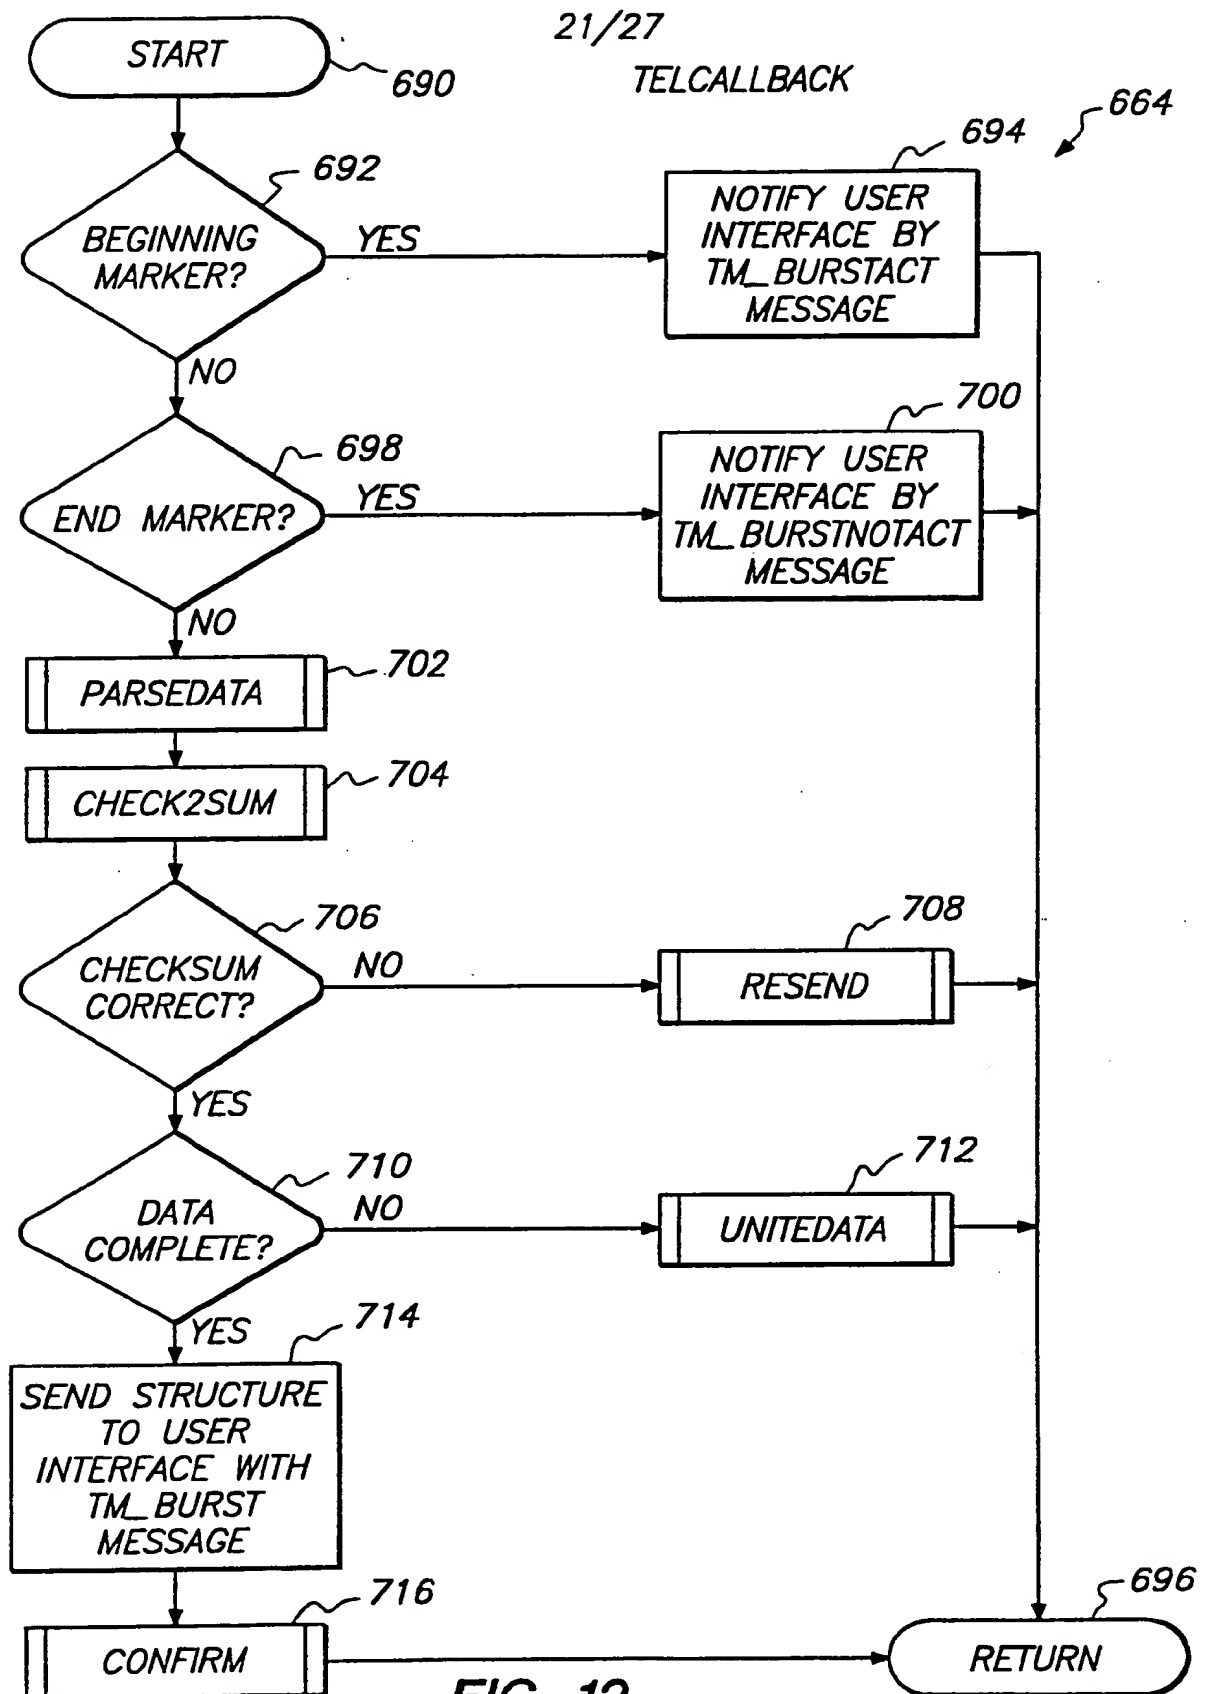 21/27
TELCALLBACK
664
START
690
692
BEGINNING
MARKER?
YES
694
NOTIFY USER
INTERFACE BY
TM_BURSTACT
MESSAGE
NO
698
END MARKER?
YES
700
NOTIFY USER
INTERFACE BY
TM_BURSTNOTACT
MESSAGE
NO
PARSEDATA
702
CHECK2SUM
704
706
CHECKSUM
CORRECT?
NO
708
RESEND
YES
710
DATA
COMPLETE?
NO
712
UNITEDATA
YES
714
SEND STRUCTURE
TO USER
INTERFACE WITH
TM_BURST
MESSAGE
716
CONFIRM
696
RETURN